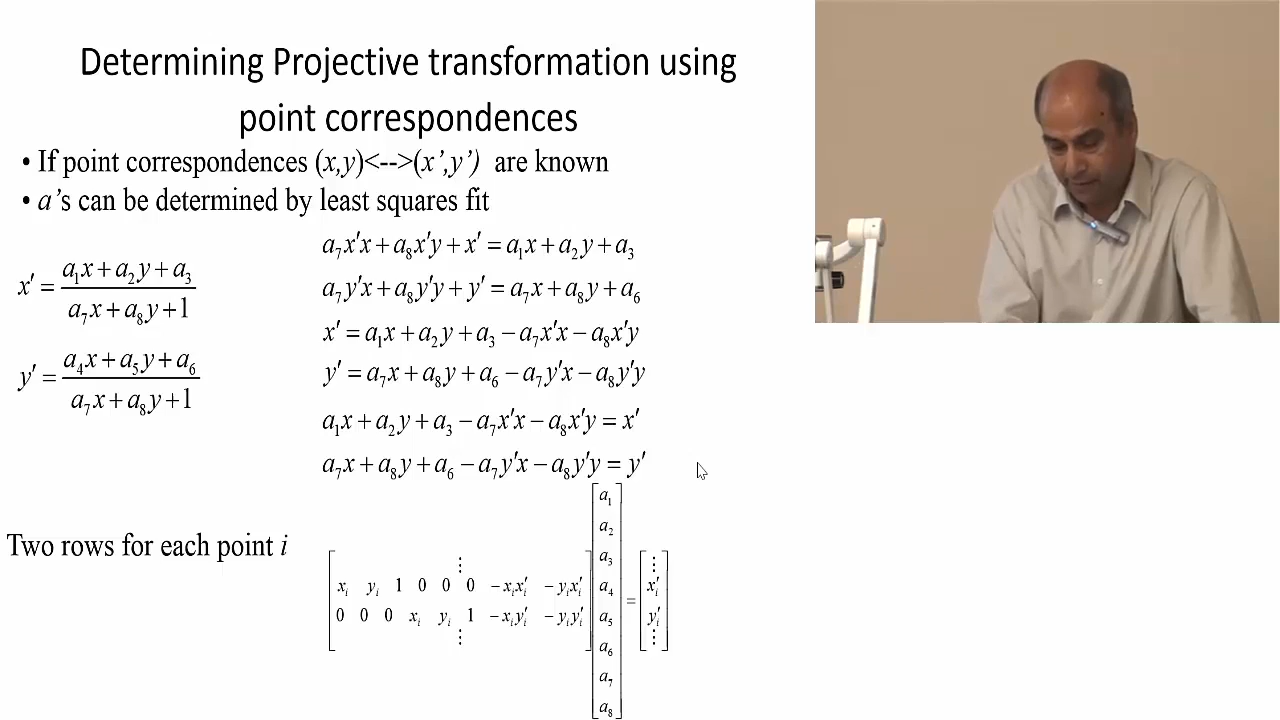 Determining Projective transformation using
point correspondences
• If point correspondences (x,y)<-->(x’,y’) are known
• a’s can be determined by least squares fit
x′ = (a₁x + a₂y + a₃) / (a₇x + a₈y + 1)
y′ = (a₄x + a₅y + a₆) / (a₇x + a₈y + 1)
a₇x′x + a₈x′y + x′ = a₁x + a₂y + a₃
a₇y′x + a₈y′y + y′ = a₇x + a₈y + a₆
x′ = a₁x + a₂y + a₃ − a₇x′x − a₈x′y
y′ = a₇x + a₈y + a₆ − a₇y′x − a₈y′y
a₁x + a₂y + a₃ − a₇x′x − a₈x′y = x′
a₇x + a₈y + a₆ − a₇y′x − a₈y′y = y′
Two rows for each point i
⋮
xᵢ yᵢ 1 0 0 0 −xᵢxᵢ′ −yᵢxᵢ′
0 0 0 xᵢ yᵢ 1 −xᵢyᵢ′ −yᵢyᵢ′
⋮
a₁
a₂
a₃
a₄
a₅
a₆
a₇
a₈
=
⋮
xᵢ′
yᵢ′
⋮